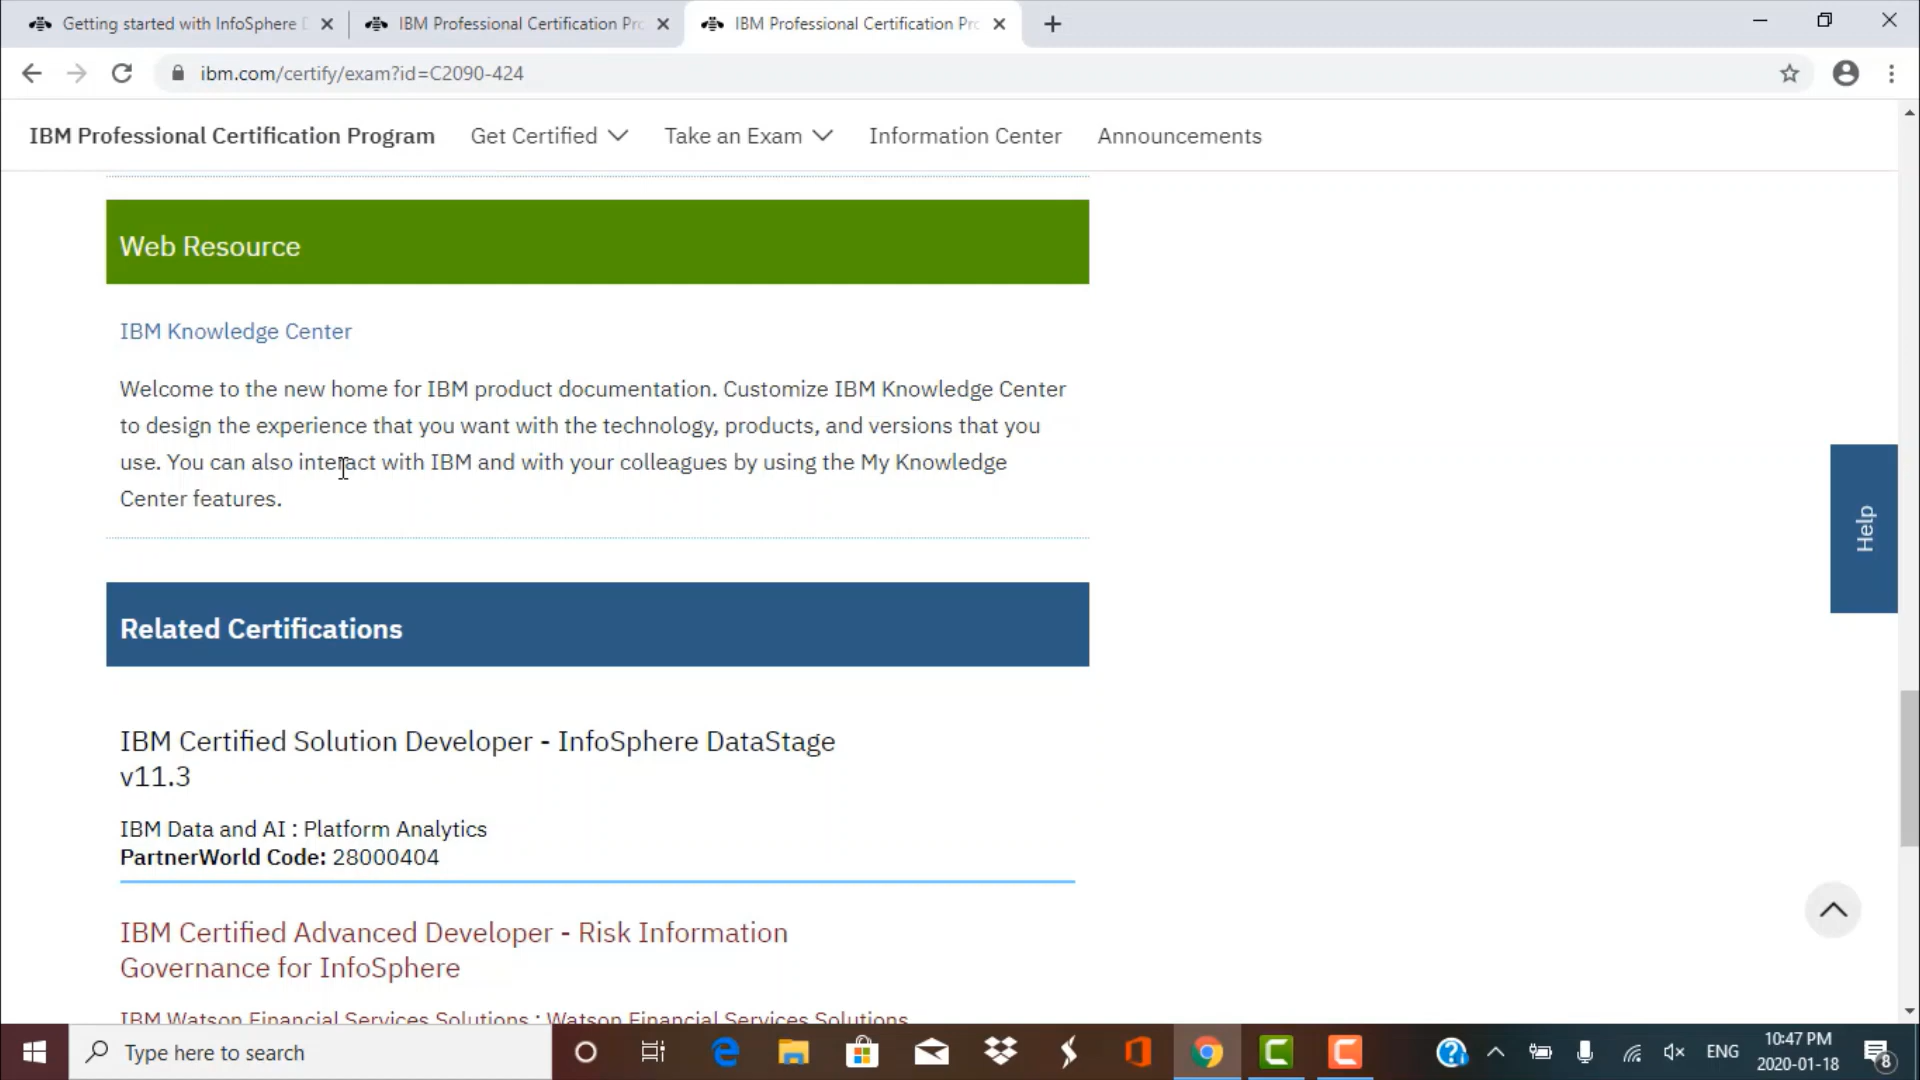 Getting started with InfoSphere
IBM Professional Certification Pro
IBM Professional Certification Pro
ibm.com/certify/exam?id=C2090-424
IBM Professional Certification Program
Get Certified
Take an Exam
Information Center
Announcements
Web Resource
IBM Knowledge Center
Welcome to the new home for IBM product documentation. Customize IBM Knowledge Center
to design the experience that you want with the technology, products, and versions that you
use. You can also interact with IBM and with your colleagues by using the My Knowledge
Center features.
Help
Related Certifications
IBM Certified Solution Developer - InfoSphere DataStage
v11.3
IBM Data and AI : Platform Analytics
PartnerWorld Code: 28000404
IBM Certified Advanced Developer - Risk Information
Governance for InfoSphere
IBM Watson Financial Services Solutions : Watson Financial Services Solutions
Type here to search
ENG
10:47 PM
2020-01-18
8